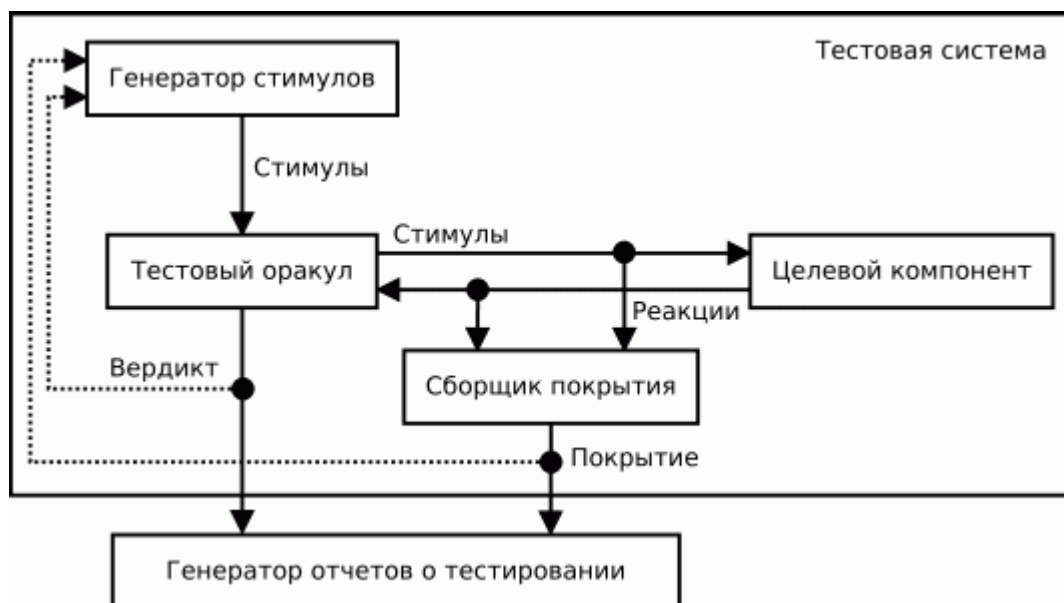 Тестовая система
Генератор стимулов
Стимулы
Стимулы
Тестовый оракул
Целевой компонент
Реакции
Вердикт
Сборщик покрытия
Покрытие
Генератор отчетов о тестировании